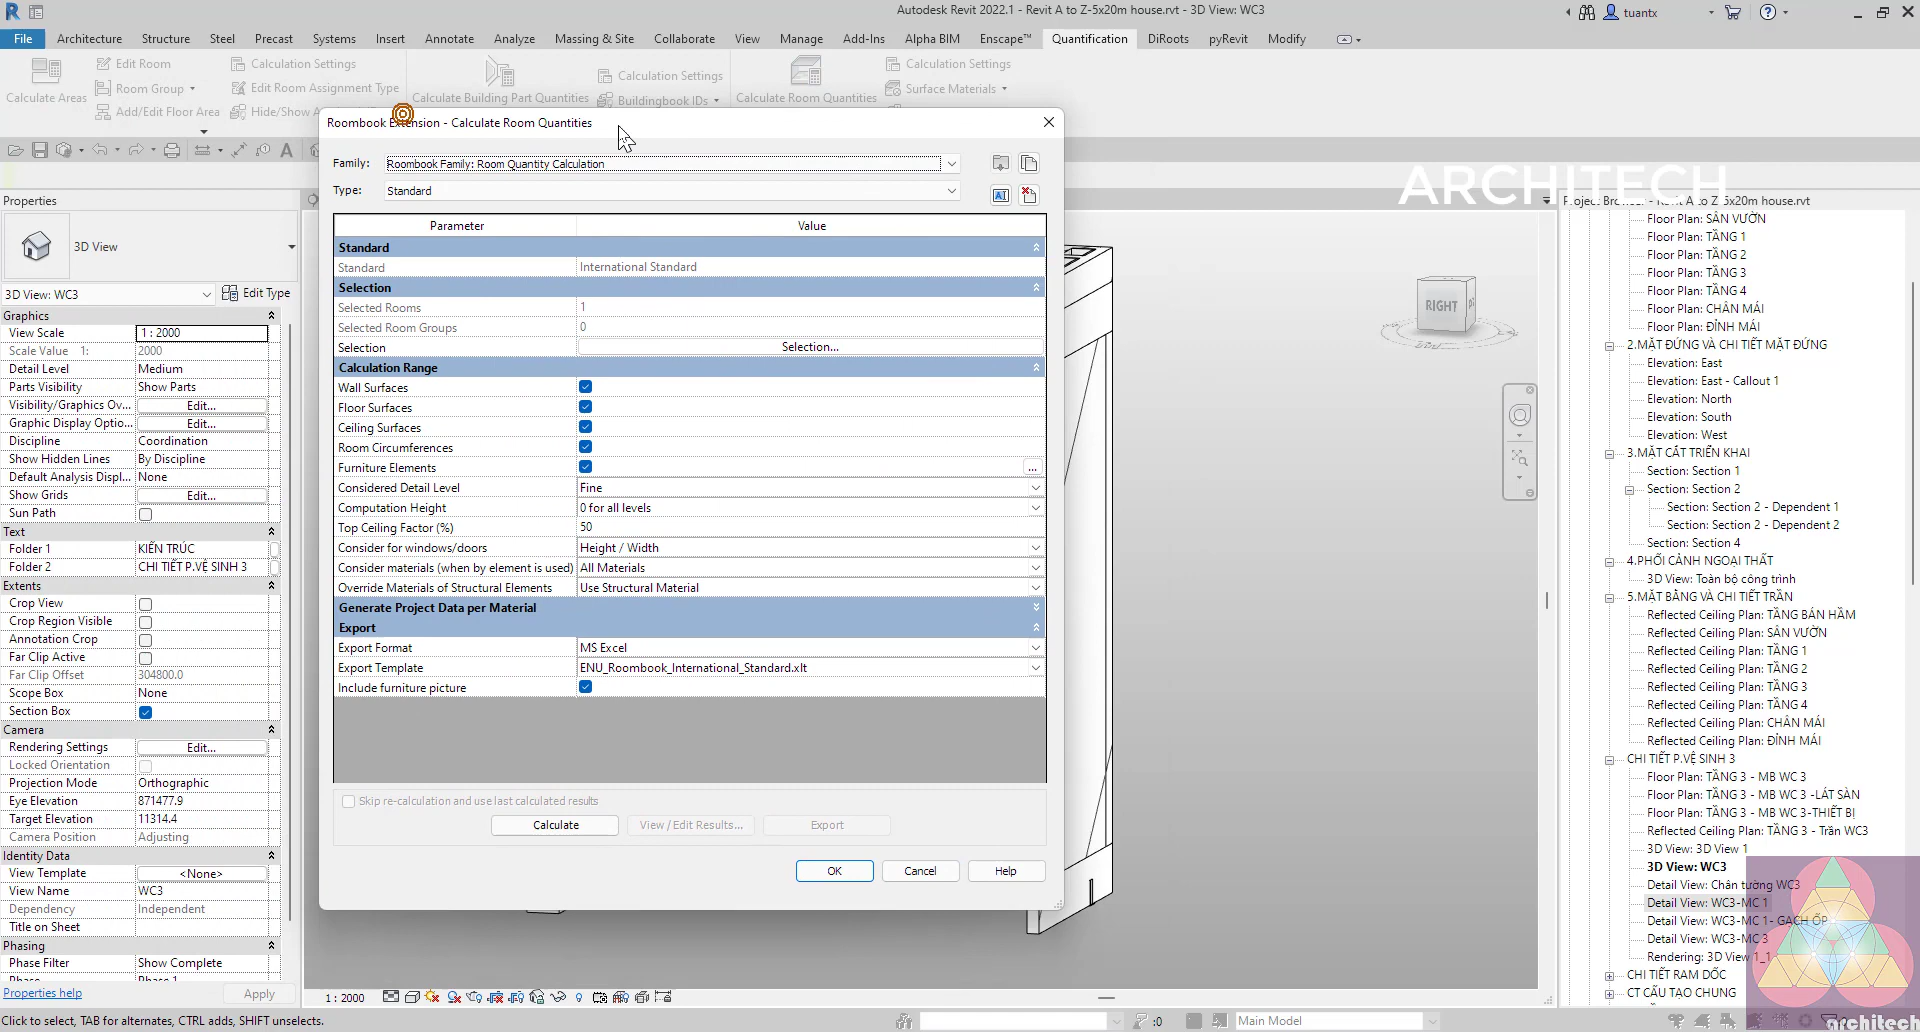 Autodesk Revit 2022.1 - Revit A to Z-5x20m house.rvt - 3D View: WC3
tuantx
File Architecture Structure Steel Precast Systems Insert Annotate Analyze Massing & Site Collaborate View Manage Add-Ins Alpha BIM Enscape™ Quantification DiRoots pyRevit Modify
Edit Room
Calculation Settings
Calculation Settings
Calculation Settings
Room Group
Edit Room Assignment Type
Surface Materials
Calculate Areas
Calculate Building Part Quantities
Buildingbook IDs
Calculate Room Quantities
Add/Edit Floor Area
Roombook Extension - Calculate Room Quantities
Family: Roombook Family: Room Quantity Calculation
Type: Standard
Parameter Value
Standard
Standard International Standard
Selection
Selected Rooms 1
Selected Room Groups 0
Selection Selection...
Calculation Range
Wall Surfaces
Floor Surfaces
Ceiling Surfaces
Room Circumferences
Furniture Elements ...
Considered Detail Level Fine
Computation Height 0 for all levels
Top Ceiling Factor (%) 50
Consider for windows/doors Height / Width
Consider materials (when by element is used) All Materials
Override Materials of Structural Elements Use Structural Material
Generate Project Data per Material
Export
Export Format MS Excel
Export Template ENU_Roombook_International_Standard.xlt
Include furniture picture
Skip re-calculation and use last calculated results
Calculate View / Edit Results... Export
OK Cancel Help
Properties
3D View
3D View: WC3 Edit Type
Graphics
View Scale 1 : 2000
Scale Value 1: 2000
Detail Level Medium
Parts Visibility Show Parts
Visibility/Graphics Ov... Edit...
Graphic Display Optio... Edit...
Discipline Coordination
Show Hidden Lines By Discipline
Default Analysis Displ... None
Show Grids Edit...
Sun Path
Text
Folder 1 KIẾN TRÚC
Folder 2 CHI TIẾT P.VỆ SINH 3
Extents
Crop View
Crop Region Visible
Annotation Crop
Far Clip Active
Far Clip Offset 304800.0
Scope Box None
Section Box
Camera
Rendering Settings Edit...
Locked Orientation
Projection Mode Orthographic
Eye Elevation 871477.9
Target Elevation 11314.4
Camera Position Adjusting
Identity Data
View Template <None>
View Name WC3
Dependency Independent
Title on Sheet
Phasing
Phase Filter Show Complete
Properties help Apply
RIGHT
ARCHITECH
Project Browser - Revit A to Z-5x20m house.rvt
Floor Plan: SÂN VƯỜN
Floor Plan: TẦNG 1
Floor Plan: TẦNG 2
Floor Plan: TẦNG 3
Floor Plan: TẦNG 4
Floor Plan: CHÂN MÁI
Floor Plan: ĐỈNH MÁI
2.MẶT ĐỨNG VÀ CHI TIẾT MẶT ĐỨNG
Elevation: East
Elevation: East - Callout 1
Elevation: North
Elevation: South
Elevation: West
3.MẶT CẮT TRIỂN KHAI
Section: Section 1
Section: Section 2
Section: Section 2 - Dependent 1
Section: Section 2 - Dependent 2
Section: Section 4
4.PHỐI CẢNH NGOẠI THẤT
3D View: Toàn bộ công trình
5.MẶT BẰNG VÀ CHI TIẾT TRẦN
Reflected Ceiling Plan: TẦNG BÁN HẦM
Reflected Ceiling Plan: SÂN VƯỜN
Reflected Ceiling Plan: TẦNG 1
Reflected Ceiling Plan: TẦNG 2
Reflected Ceiling Plan: TẦNG 3
Reflected Ceiling Plan: TẦNG 4
Reflected Ceiling Plan: CHÂN MÁI
Reflected Ceiling Plan: ĐỈNH MÁI
CHI TIẾT P.VỆ SINH 3
Floor Plan: TẦNG 3 - MB WC 3
Floor Plan: TẦNG 3 - MB WC 3 -LÁT SÀN
Floor Plan: TẦNG 3 - MB WC 3-THIẾT BỊ
Reflected Ceiling Plan: TẦNG 3 - Trần WC3
3D View: 3D View 1
3D View: WC3
Detail View: Chân tường WC3
Detail View: WC3-MC 1
Detail View: WC3-MC 1- GẠCH ỐP
Detail View: WC3-MC 3
Rendering: 3D View 1_1
CHI TIẾT RAM DỐC
CT CẤU TẠO CHUNG
architech
1 : 2000
Click to select, TAB for alternates, CTRL adds, SHIFT unselects.
:0
Main Model